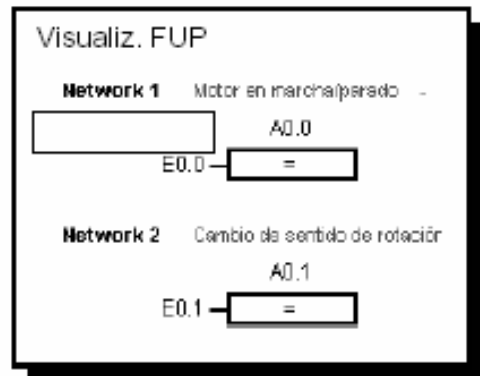 Visualiz. FUP
Network 1 Motor en marcha/parado -
A0.0
E0.0 =
Network 2 Cambio de sentido de rotación
A0.1
E0.1 =